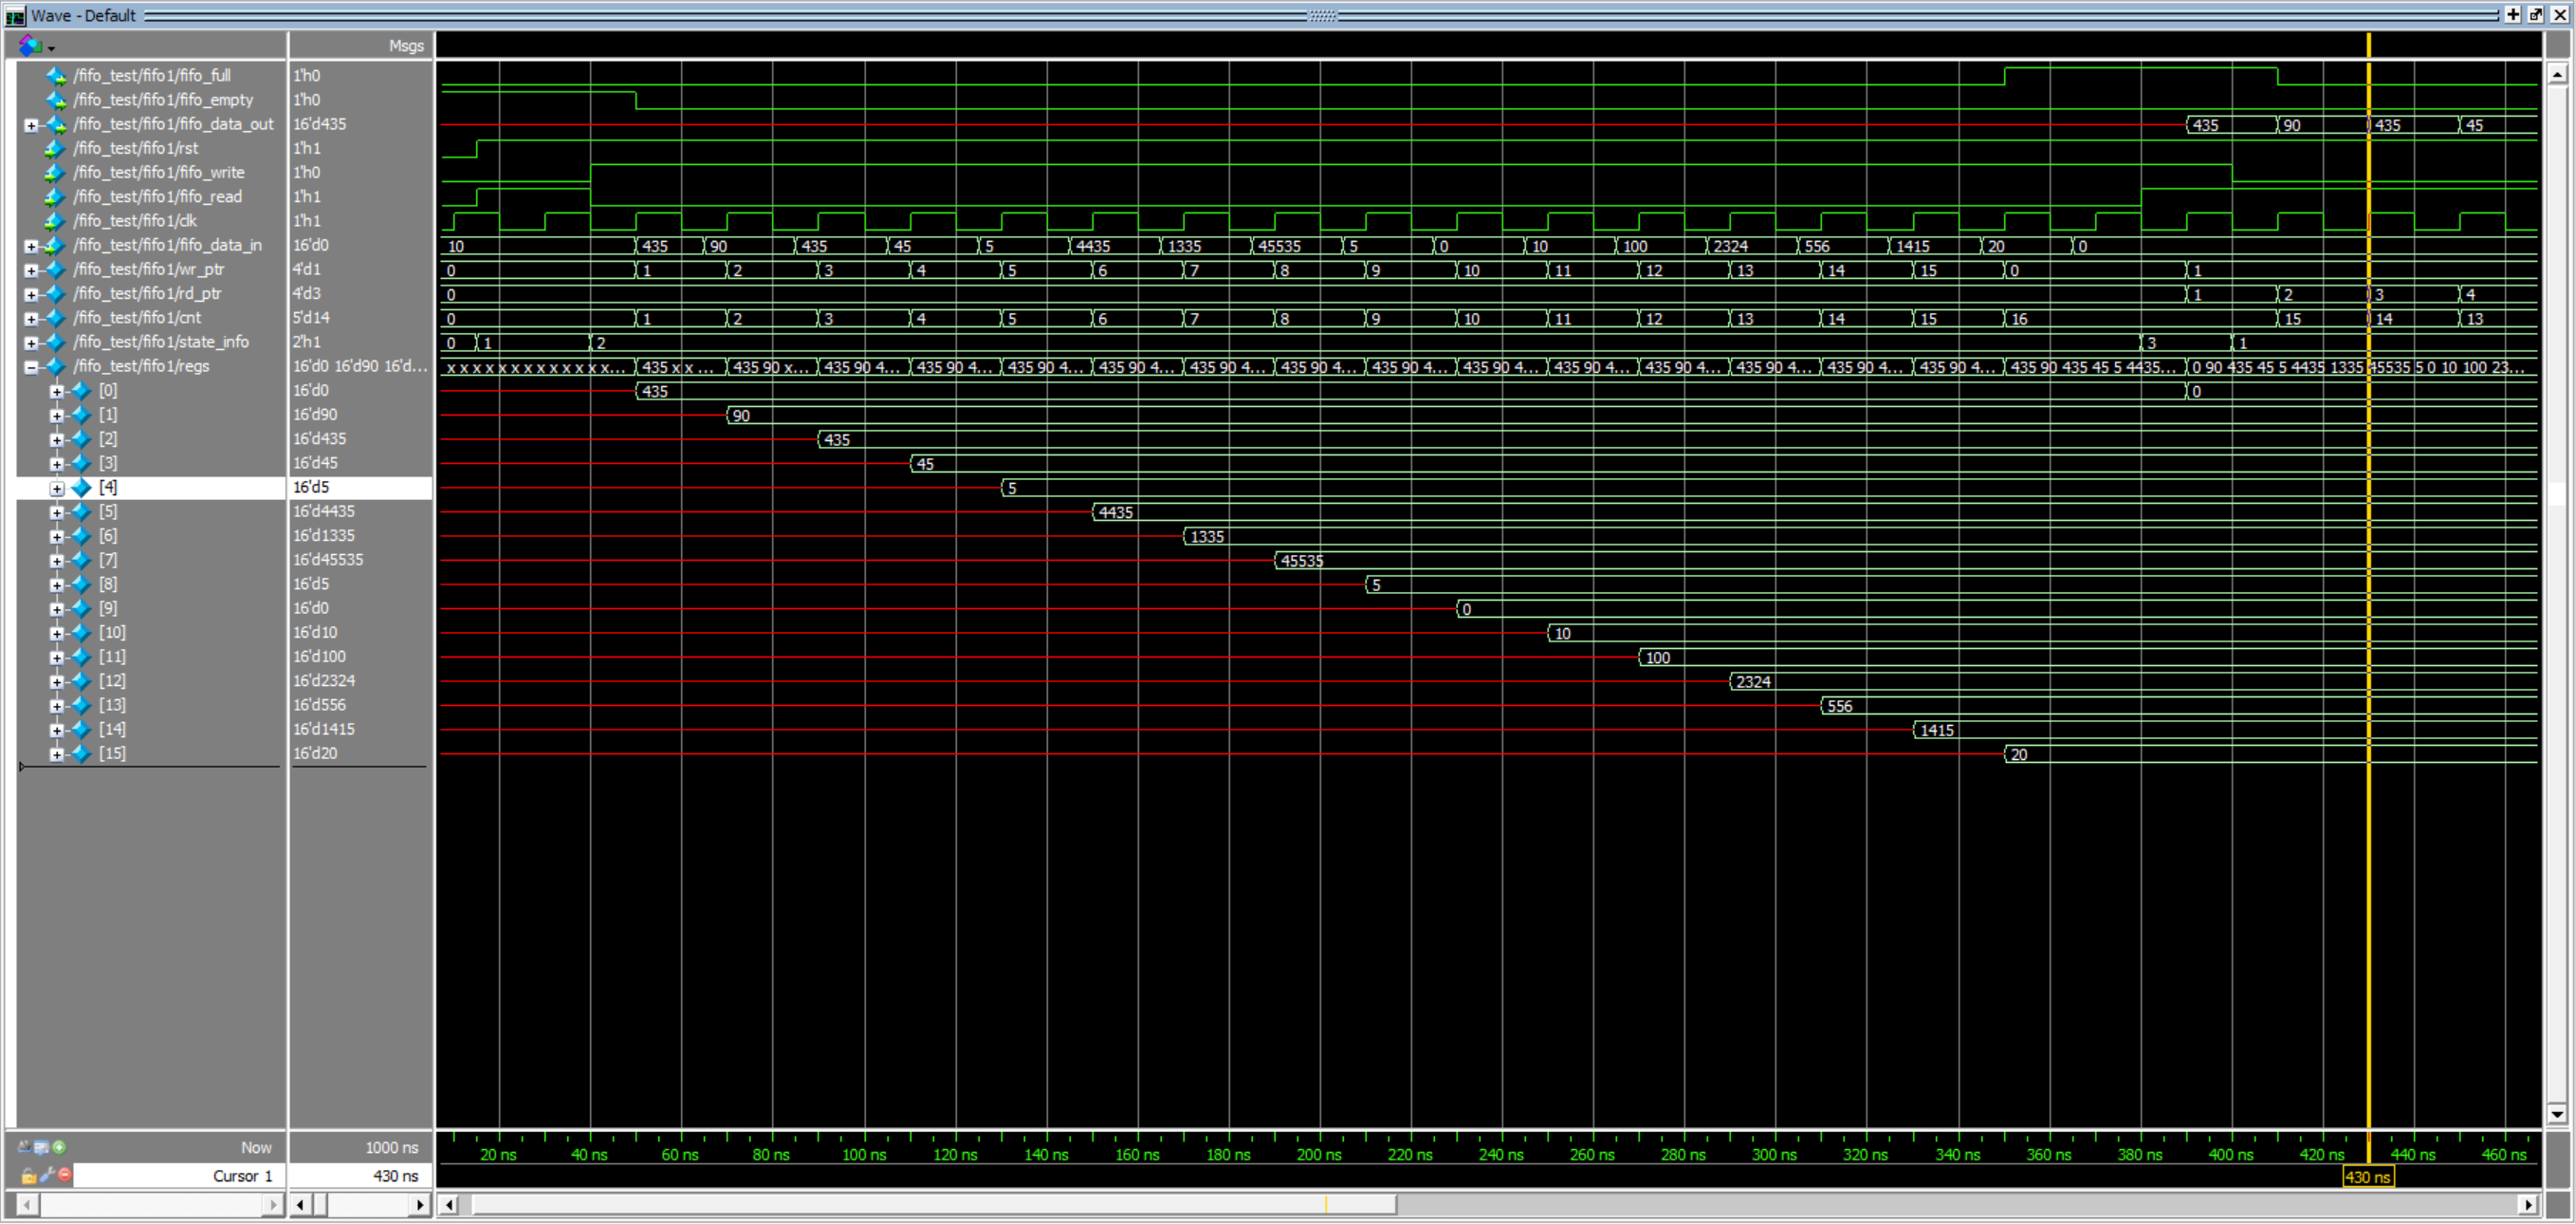 Wave - Default
Msgs
/fifo_test/fifo1/fifo_full 1'h0
/fifo_test/fifo1/fifo_empty 1'h0
/fifo_test/fifo1/fifo_data_out 16'd435 435 90 435 45
/fifo_test/fifo1/rst 1'h1
/fifo_test/fifo1/fifo_write 1'h0
/fifo_test/fifo1/fifo_read 1'h1
/fifo_test/fifo1/clk 1'h1
/fifo_test/fifo1/fifo_data_in 16'd0 10 435 90 435 45 5 4435 1335 45535 5 0 10 100 2324 556 1415 20 0
/fifo_test/fifo1/wr_ptr 4'd1 0 1 2 3 4 5 6 7 8 9 10 11 12 13 14 15 0 1
/fifo_test/fifo1/rd_ptr 4'd3 0 1 2 3 4
/fifo_test/fifo1/cnt 5'd14 0 1 2 3 4 5 6 7 8 9 10 11 12 13 14 15 16 15 14 13
/fifo_test/fifo1/state_info 2'h1 0 1 2 3 1
/fifo_test/fifo1/regs 16'd0 16'd90 16'd... x x x x x x x x x x x x x... 435 x x ... 435 90 x... 435 90 4... 435 90 4... 435 90 4... 435 90 4... 435 90 4... 435 90 4... 435 90 4... 435 90 4... 435 90 4... 435 90 4... 435 90 4... 435 90 4... 435 90 4... 435 90 435 45 5 4435... 0 90 435 45 5 4435 1335 45535 5 0 10 100 23...
[0] 16'd0 435 0
[1] 16'd90 90
[2] 16'd435 435
[3] 16'd45 45
[4] 16'd5 5
[5] 16'd4435 4435
[6] 16'd1335 1335
[7] 16'd45535 45535
[8] 16'd5 5
[9] 16'd0 0
[10] 16'd10 10
[11] 16'd100 100
[12] 16'd2324 2324
[13] 16'd556 556
[14] 16'd1415 1415
[15] 16'd20 20
Now 1000 ns 20 ns 40 ns 60 ns 80 ns 100 ns 120 ns 140 ns 160 ns 180 ns 200 ns 220 ns 240 ns 260 ns 280 ns 300 ns 320 ns 340 ns 360 ns 380 ns 400 ns 420 ns 440 ns 460 ns
Cursor 1 430 ns 430 ns